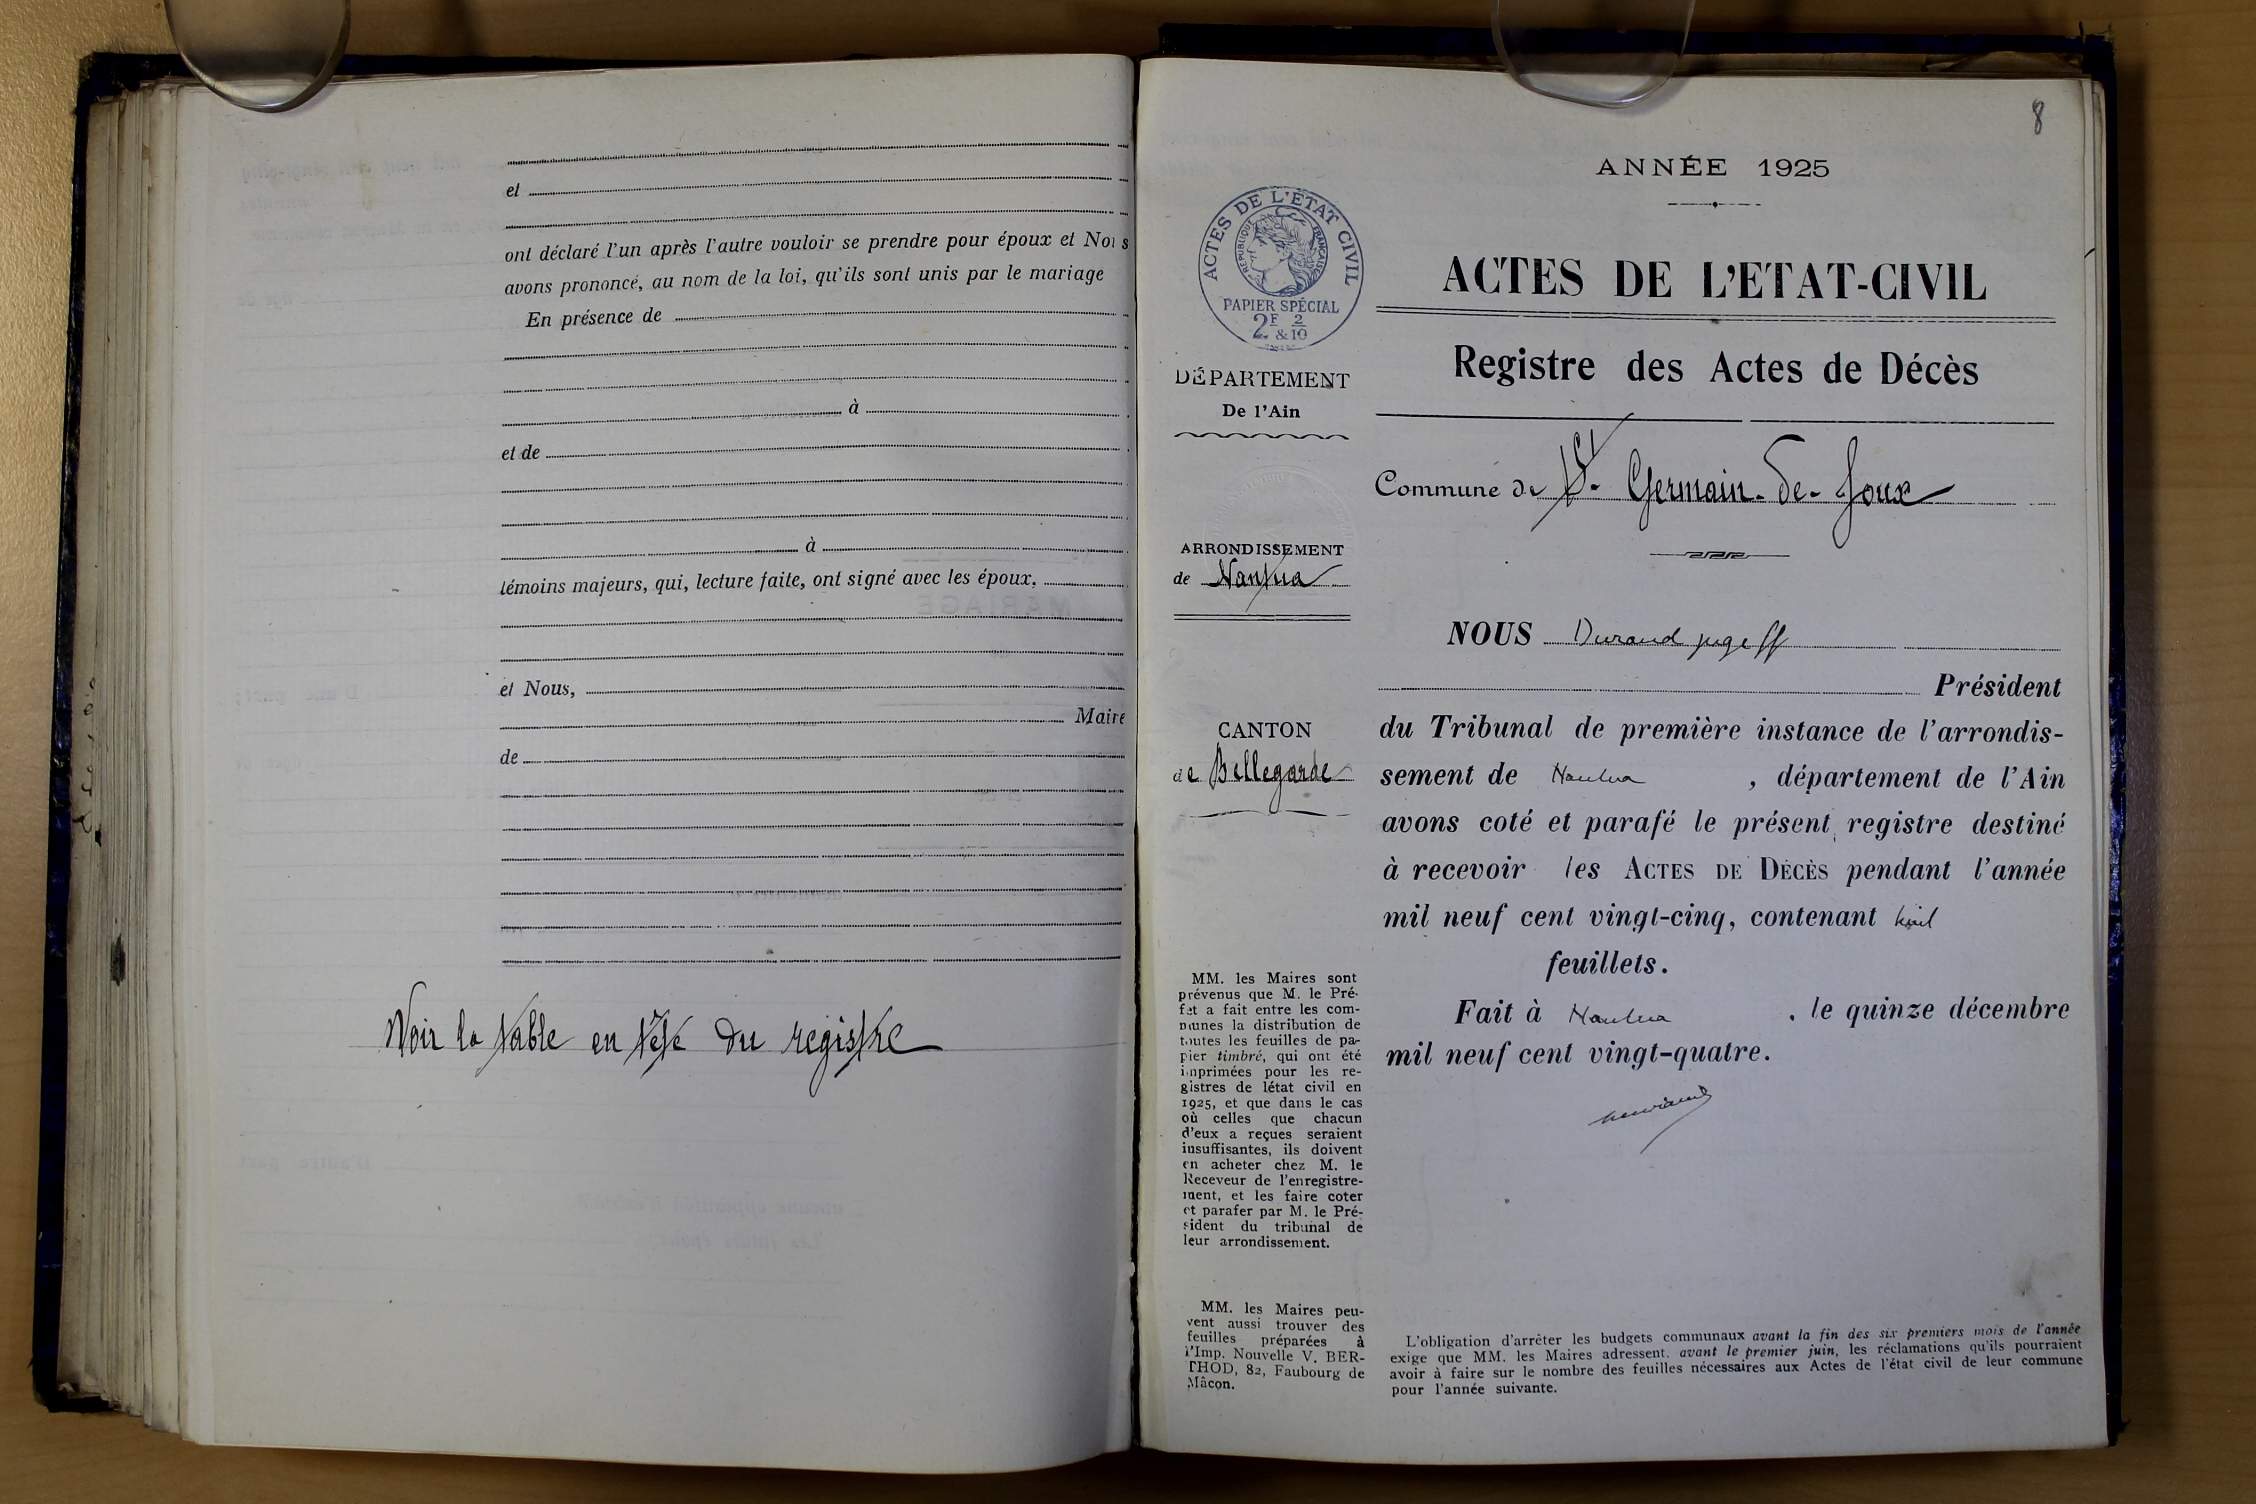 et
ont déclaré l'un après l'autre vouloir se prendre pour époux et Nous
avons prononcé, au nom de la loi, qu'ils sont unis par le mariage
En présence de
à
et de
à
témoins majeurs, qui, lecture faite, ont signé avec les époux.
et Nous,
Maire
de
Voir la table en tête du registre
8
ANNÉE 1925
ACTES DE L'ÉTAT CIVIL
RÉPUBLIQUE FRANÇAISE
PAPIER SPÉCIAL
2F & 2/10
ACTES DE L'ETAT-CIVIL
Registre des Actes de Décès
DÉPARTEMENT
De l'Ain
Commune de St. Germain-de-Joux
ARRONDISSEMENT
de Nantua
NOUS Durand juge
Président
CANTON
de Bellegarde
du Tribunal de première instance de l'arrondis-
sement de Nantua , département de l'Ain
avons coté et parafé le présent registre destiné
à recevoir les ACTES DE DÉCÈS pendant l'année
mil neuf cent vingt-cinq, contenant huit
feuillets.
Fait à Nantua , le quinze décembre
mil neuf cent vingt-quatre.
MM. les Maires sont
prévenus que M. le Pré-
fet a fait entre les com-
munes la distribution de
toutes les feuilles de pa-
pier timbré, qui ont été
imprimées pour les re-
gistres de létat civil en
1925, et que dans le cas
où celles que chacun
d'eux a reçues seraient
insuffisantes, ils doivent
en acheter chez M. le
Receveur de l'enregistre-
ment, et les faire coter
et parafer par M. le Pré-
sident du tribunal de
leur arrondissement.
MM. les Maires peu-
vent aussi trouver des
feuilles préparées à
l'Imp. Nouvelle V. BER-
THOD, 82, Faubourg de
Mâcon.
L'obligation d'arrêter les budgets communaux avant la fin des six premiers mois de l'année
exige que MM. les Maires adressent, avant le premier juin, les réclamations qu'ils pourraient
avoir à faire sur le nombre des feuilles nécessaires aux Actes de l'état civil de leur commune
pour l'année suivante.